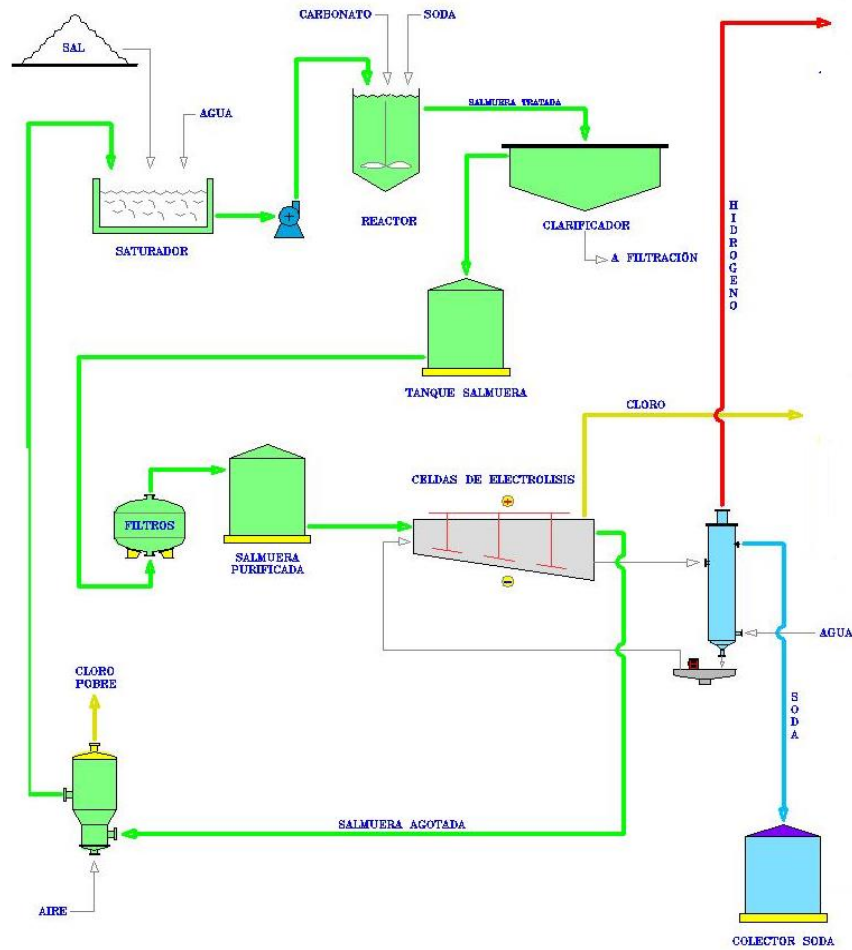 CARBONATO
SODA
SAL
AGUA
SALMUERA TRATADA
REACTOR
CLARIFICADOR
SATURADOR
A FILTRACIÓN
HIDROGENO
TANQUE SALMUERA
CLORO
CELDAS DE ELECTROLISIS
+
FILTROS
SALMUERA
PURIFICADA
−
AGUA
CLORO
POBRE
SODA
SALMUERA AGOTADA
AIRE
COLECTOR SODA